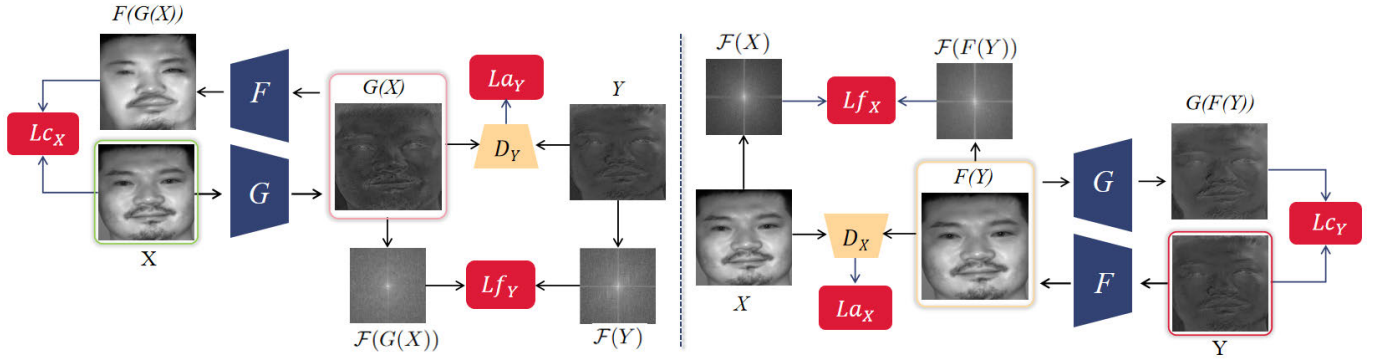 F(G(X))
F
G(X)
La_Y
Y
Lc_X
D_Y
G
X
Lf_Y
ℱ(G(X))
ℱ(Y)
ℱ(X)
ℱ(F(Y))
Lf_X
G(F(Y))
F(Y)
G
D_X
Lc_Y
F
X
La_X
Y